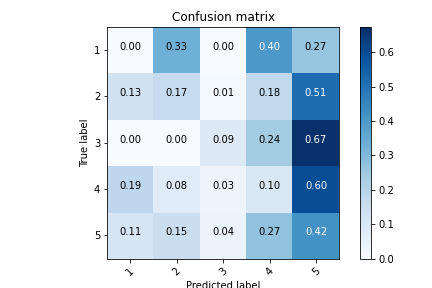 Confusion matrix
True label
1 0.00 0.33 0.00 0.40 0.27
2 0.13 0.17 0.01 0.18 0.51
3 0.00 0.00 0.09 0.24 0.67
4 0.19 0.08 0.03 0.10 0.60
5 0.11 0.15 0.04 0.27 0.42
1 2 3 4 5
Predicted label
0.6
0.5
0.4
0.3
0.2
0.1
0.0